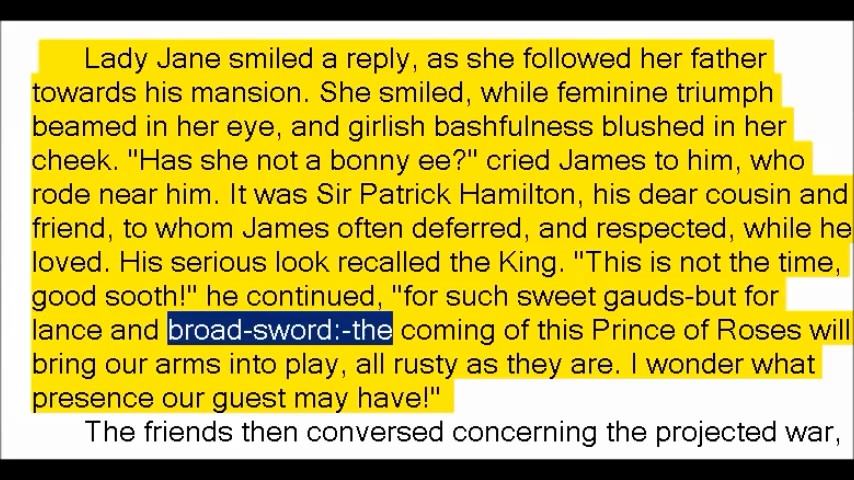 Lady Jane smiled a reply, as she followed her father
towards his mansion. She smiled, while feminine triumph
beamed in her eye, and girlish bashfulness blushed in her
cheek. "Has she not a bonny ee?" cried James to him, who
rode near him. It was Sir Patrick Hamilton, his dear cousin and
friend, to whom James often deferred, and respected, while he
loved. His serious look recalled the King. "This is not the time,
good sooth!" he continued, "for such sweet gauds-but for
lance and broad-sword:-the coming of this Prince of Roses will
bring our arms into play, all rusty as they are. I wonder what
presence our guest may have!"
The friends then conversed concerning the projected war,